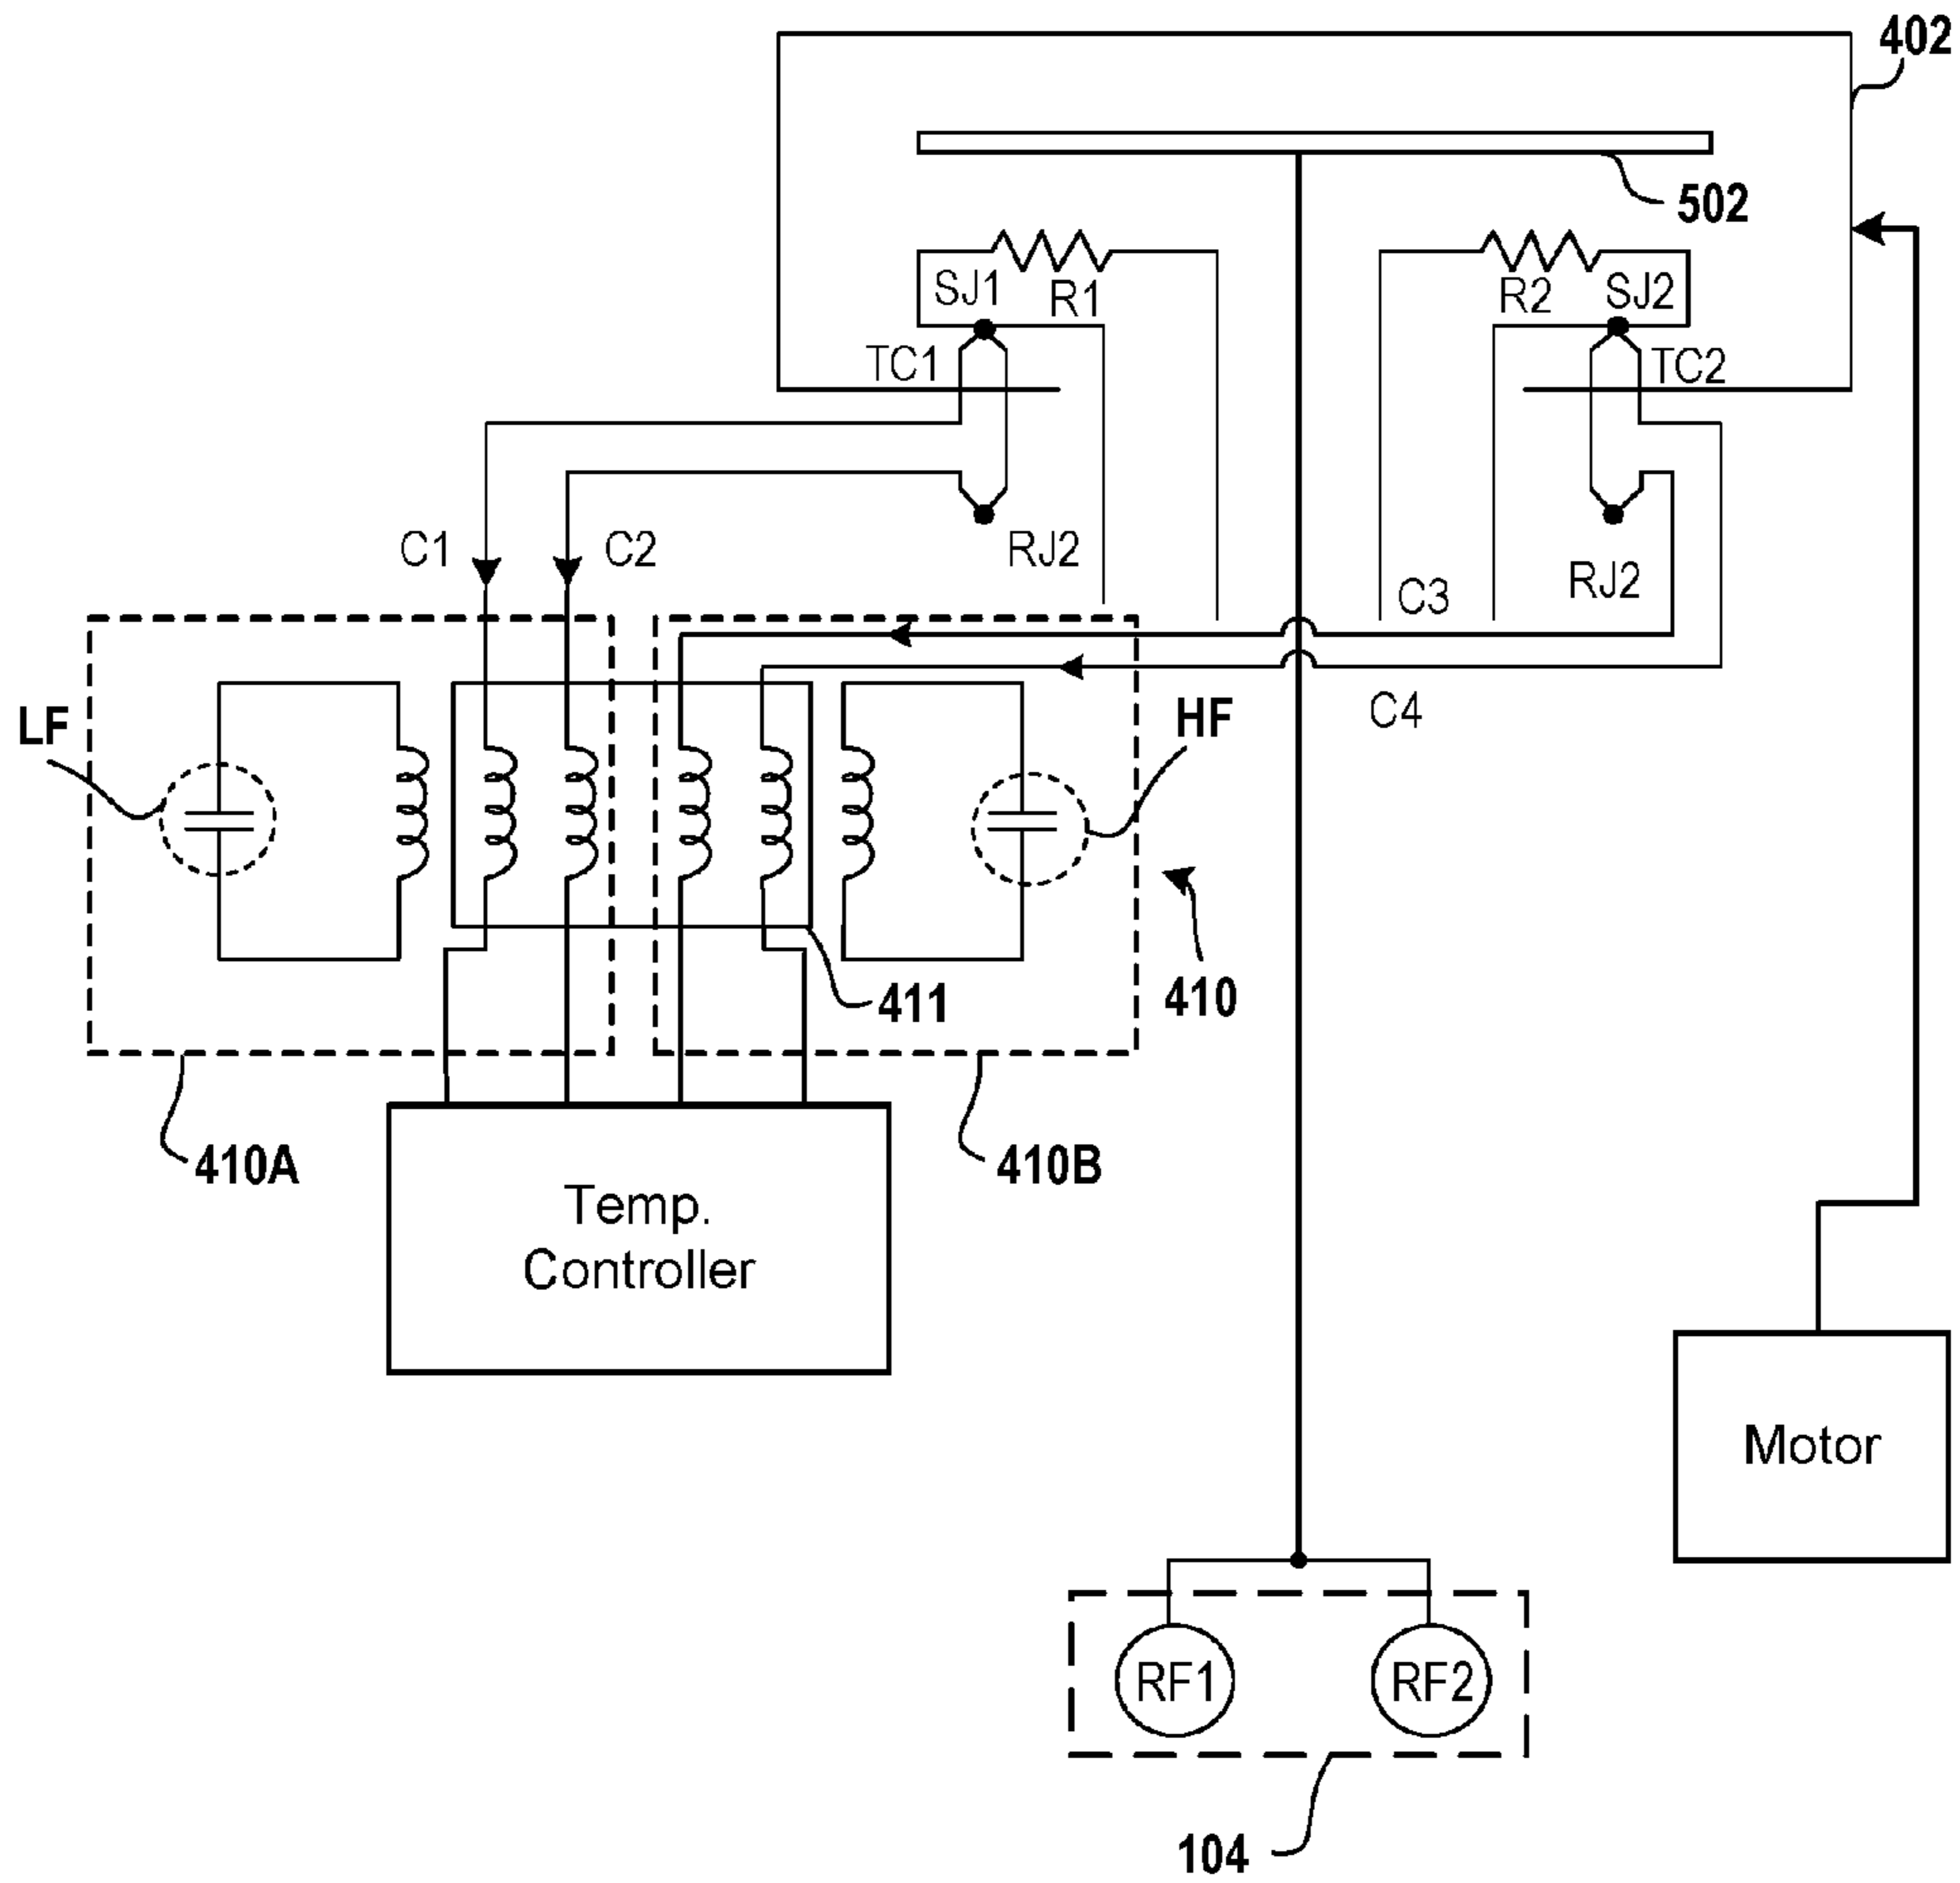 402
502
SJ1
R1
R2
SJ2
TC1
TC2
C1
C2
RJ2
RJ2
C3
LF
HF
C4
411
410
410A
410B
Temp.
Controller
Motor
RF1
RF2
104